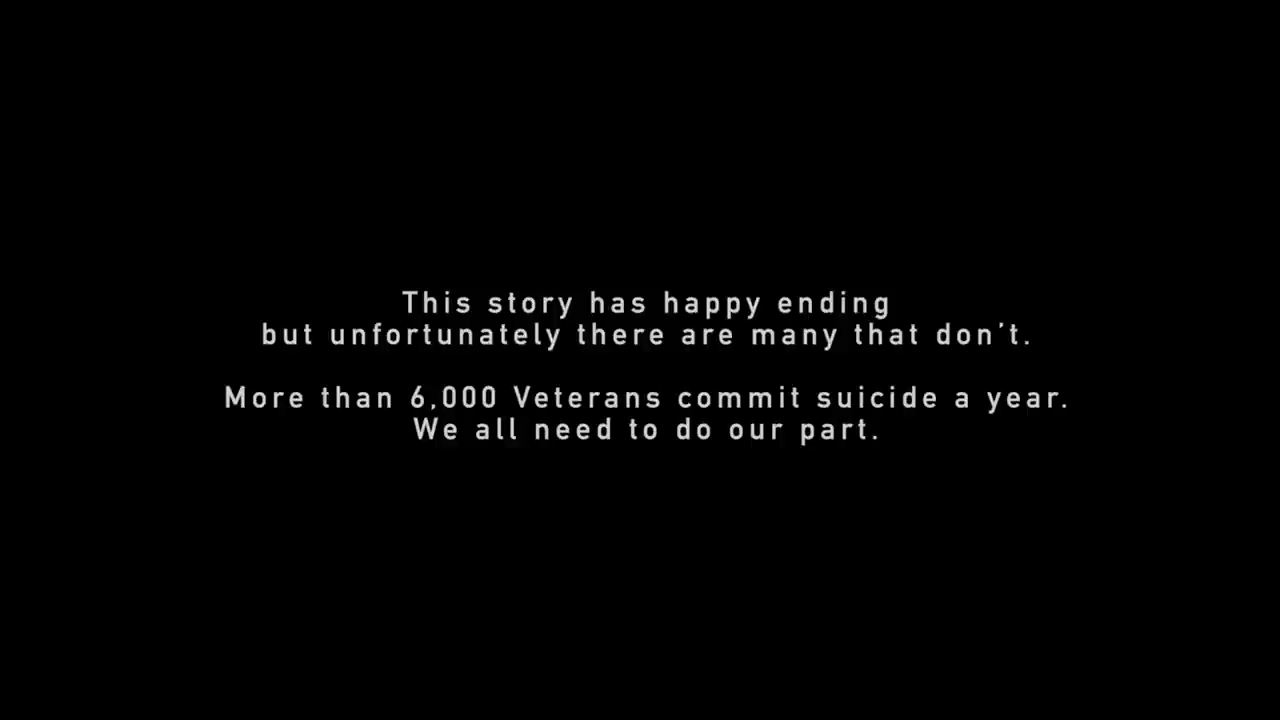 This story has happy ending
but unfortunately there are many that don't.
More than 6,000 Veterans commit suicide a year.
We all need to do our part.